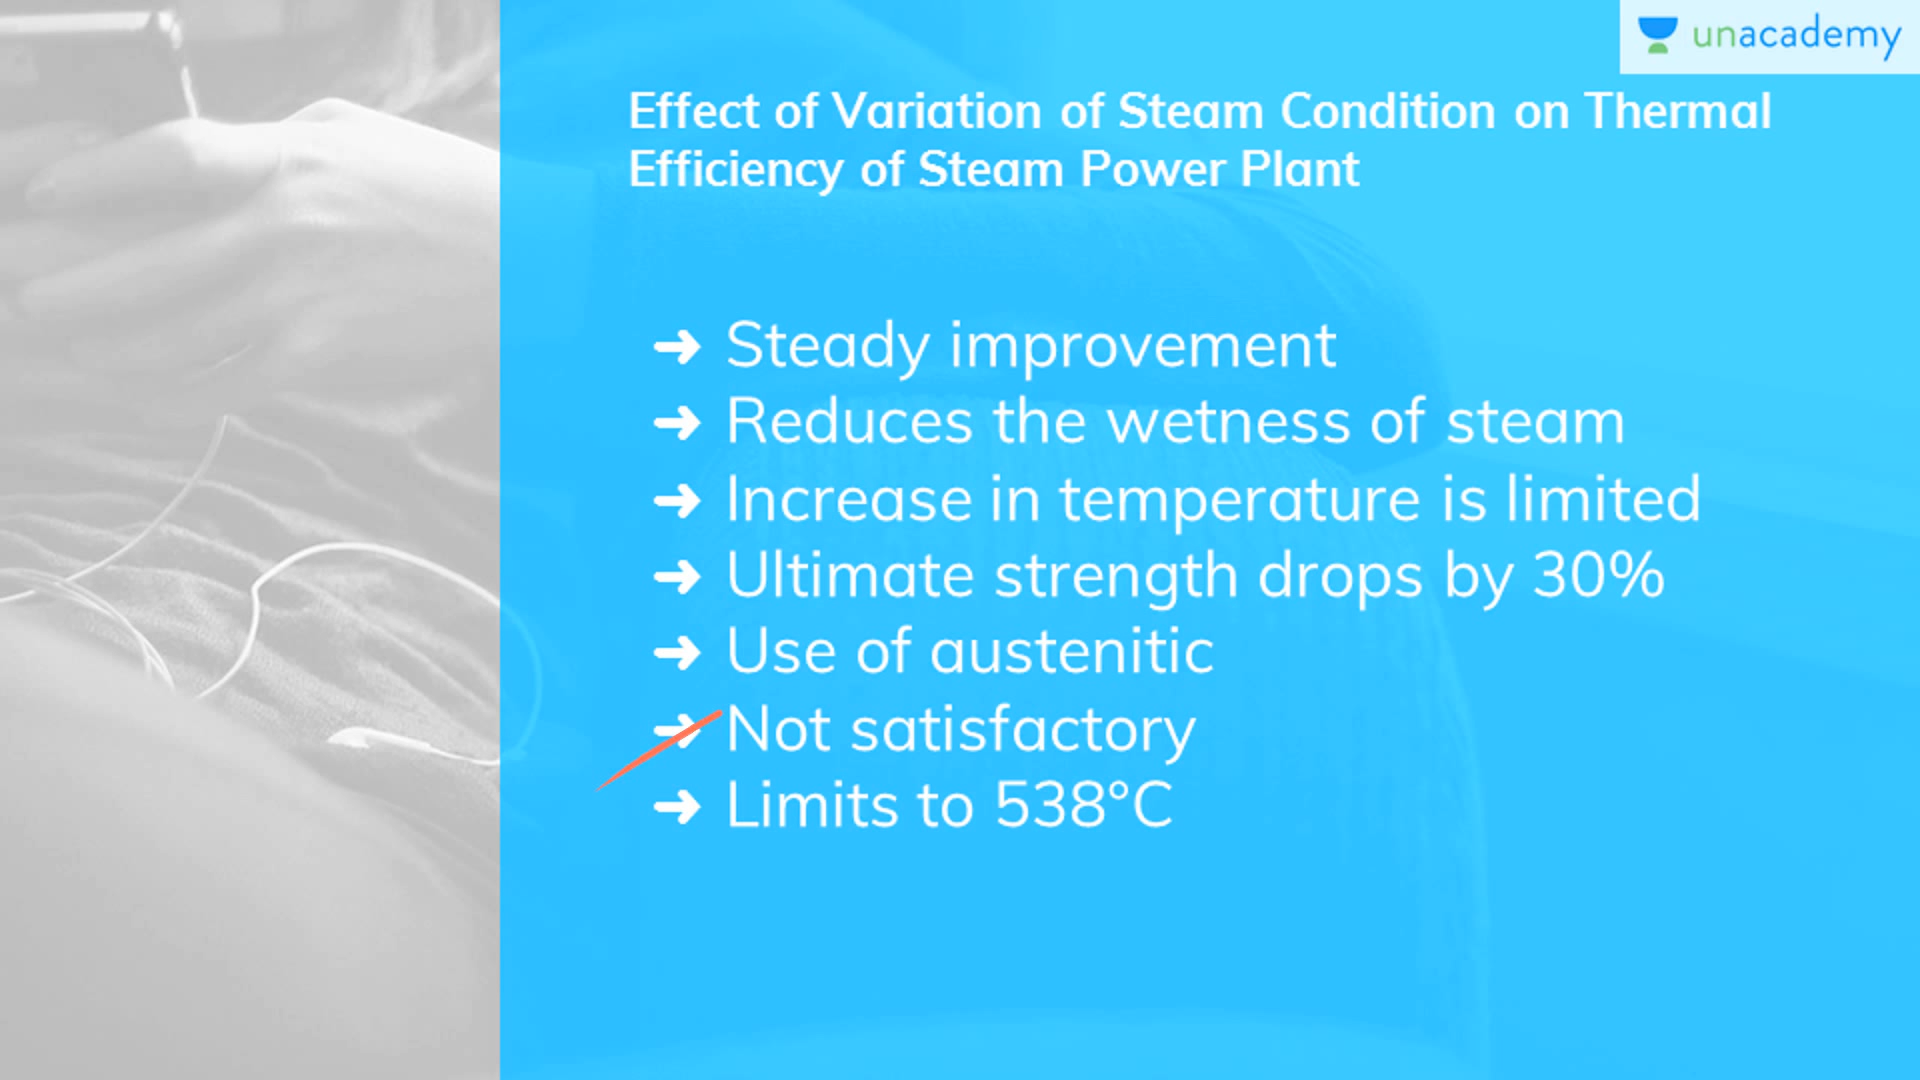 unacademy
Effect of Variation of Steam Condition on Thermal
Efficiency of Steam Power Plant
➔ Steady improvement
➔ Reduces the wetness of steam
➔ Increase in temperature is limited
➔ Ultimate strength drops by 30%
➔ Use of austenitic
➔ Not satisfactory
➔ Limits to 538°C